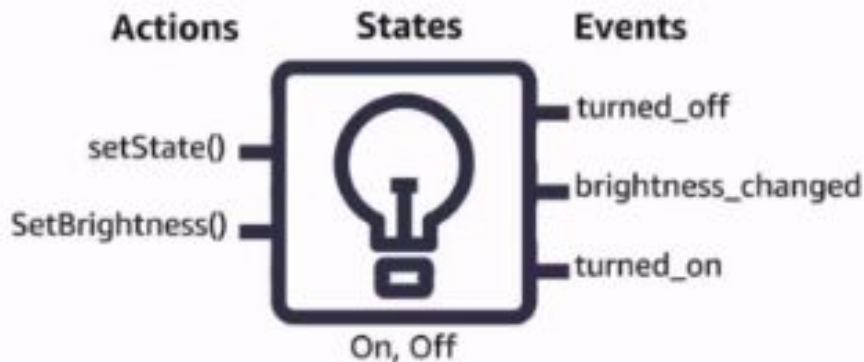 Actions States Events
turned_off
setState()
brightness_changed
SetBrightness()
turned_on
On, Off